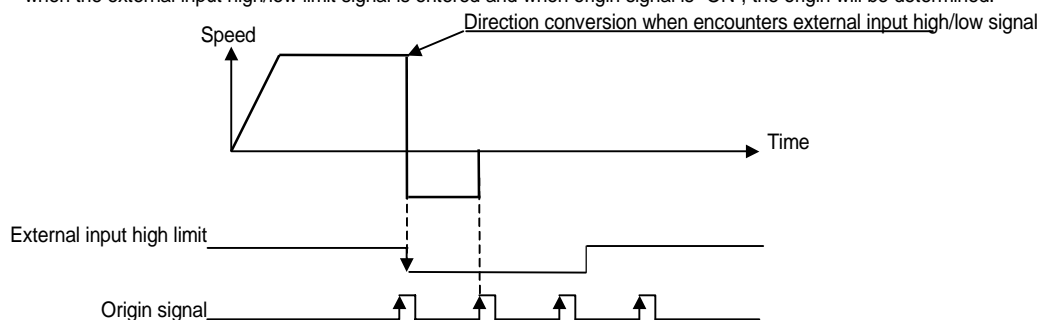 when the external input high/low limit signal is entered and when origin signal is "ON", the origin will be determined.
Direction conversion when encounters external input high/low signal
Speed
Time
External input high limit
Origin signal